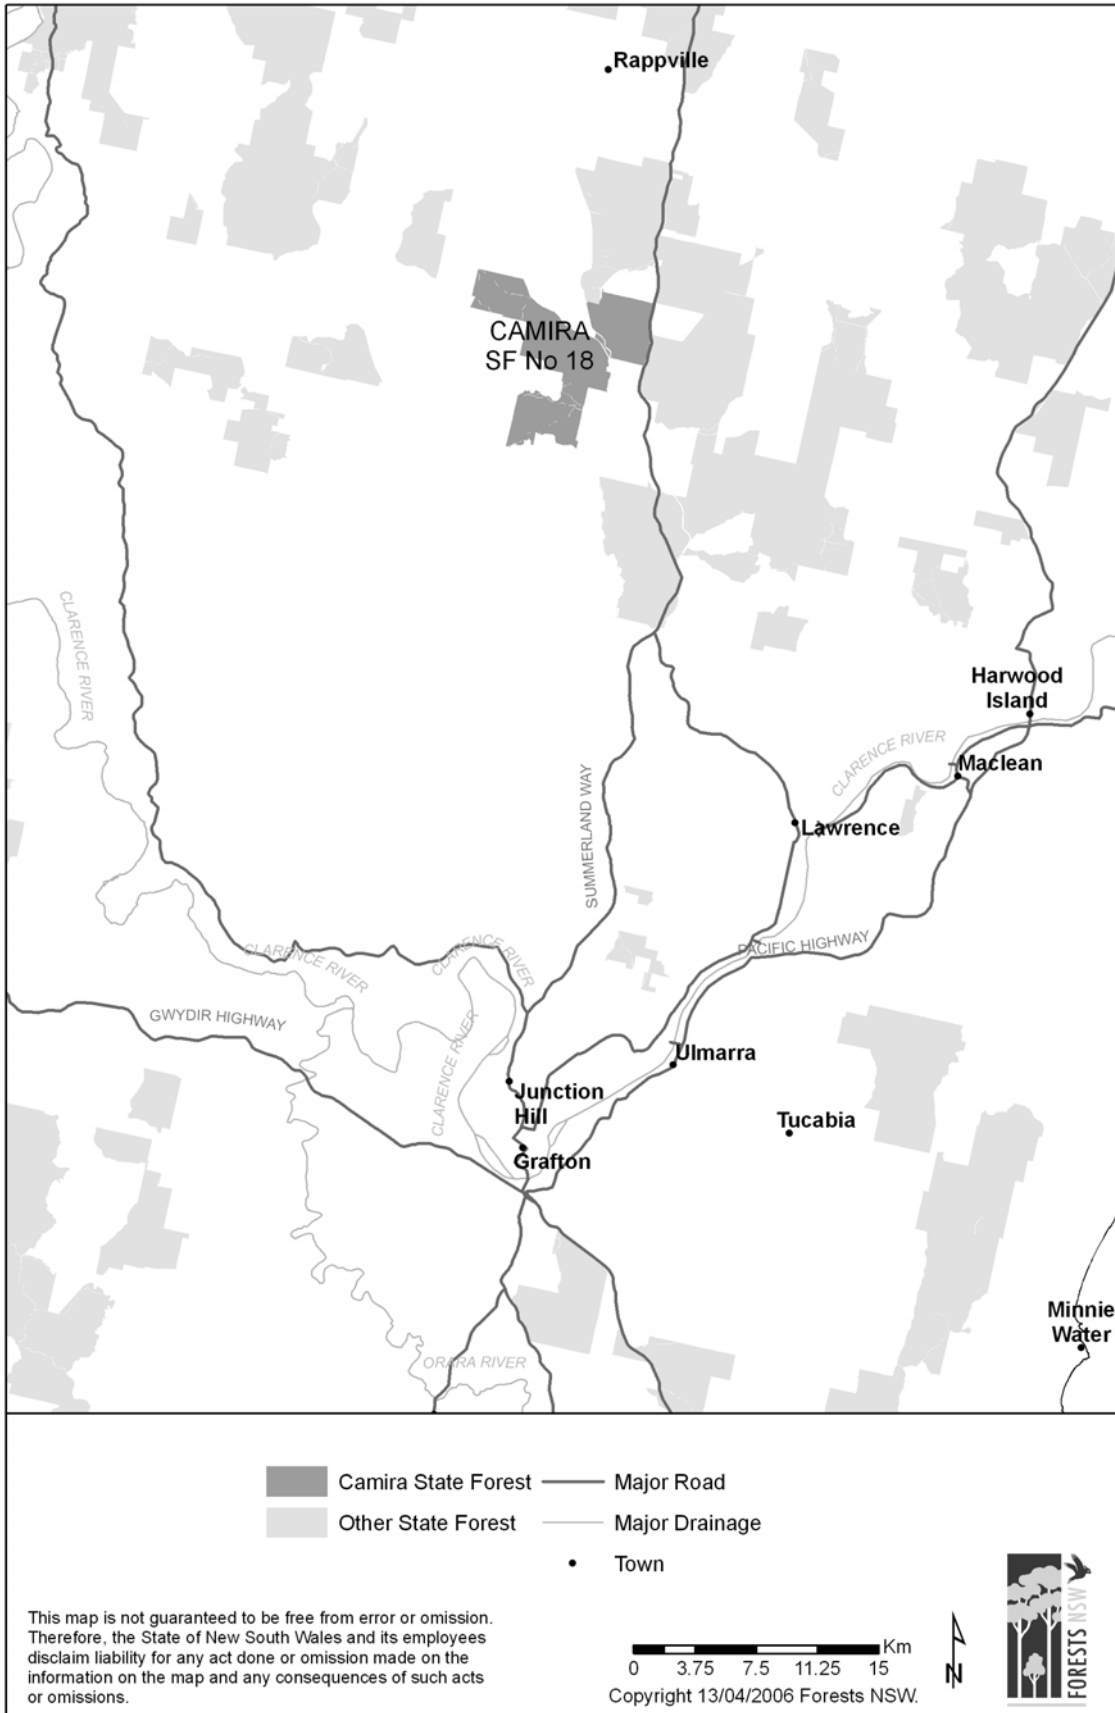 Rappville
CAMIRA
SF No 18
CLARENCE RIVER
Harwood
Island
CLARENCE RIVER
Maclean
SUMMERLAND WAY
Lawrence
CLARENCE RIVER
CLARENCE RIVER
PACIFIC HIGHWAY
GWYDIR HIGHWAY
CLARENCE RIVER
Ulmarra
Junction
Hill
Tucabia
Grafton
Minnie
Water
ORARA RIVER
Camira State Forest
Major Road
Other State Forest
Major Drainage
Town
This map is not guaranteed to be free from error or omission.
Therefore, the State of New South Wales and its employees
disclaim liability for any act done or omission made on the
information on the map and any consequences of such acts
or omissions.
Km
0 3.75 7.5 11.25 15
Copyright 13/04/2006 Forests NSW.
N
FORESTS NSW